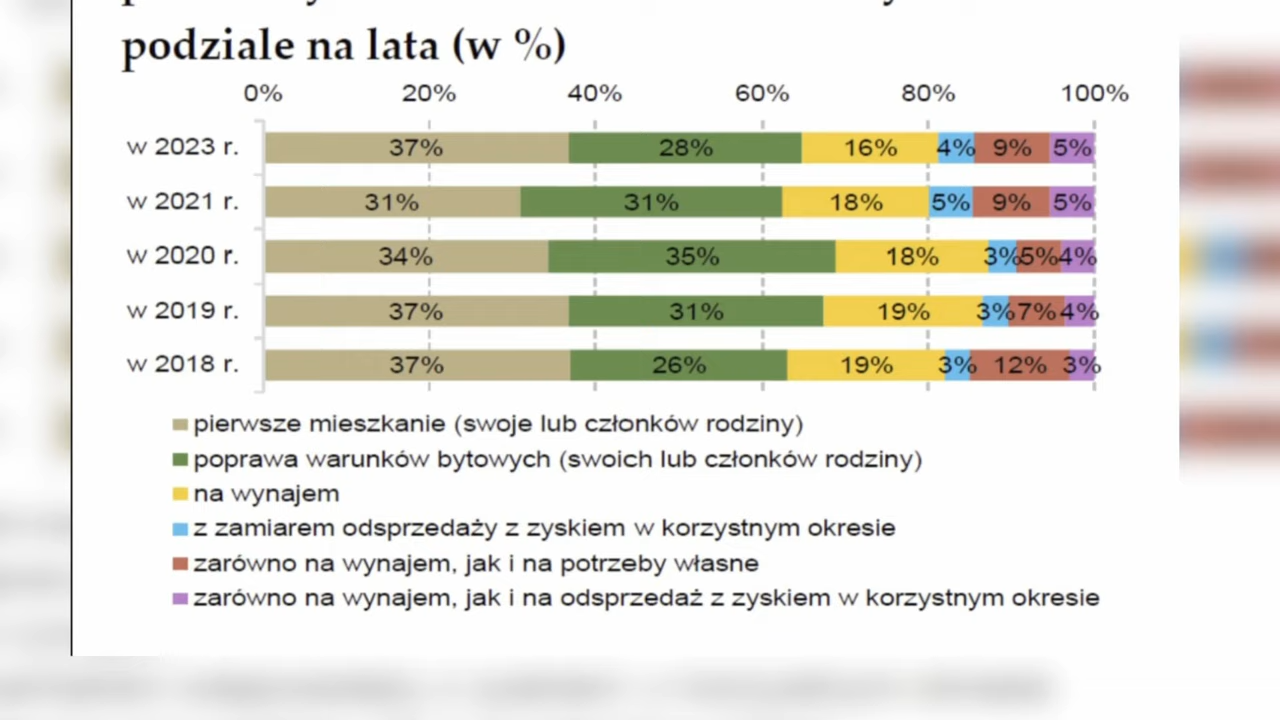 podziale na lata (w %)
0% 20% 40% 60% 80% 100%
w 2023 r. 37% 28% 16% 4% 9% 5%
w 2021 r. 31% 31% 18% 5% 9% 5%
w 2020 r. 34% 35% 18% 3% 5% 4%
w 2019 r. 37% 31% 19% 3% 7% 4%
w 2018 r. 37% 26% 19% 3% 12% 3%
pierwsze mieszkanie (swoje lub członków rodziny)
poprawa warunków bytowych (swoich lub członków rodziny)
na wynajem
z zamiarem odsprzedaży z zyskiem w korzystnym okresie
zarówno na wynajem, jak i na potrzeby własne
zarówno na wynajem, jak i na odsprzedaż z zyskiem w korzystnym okresie